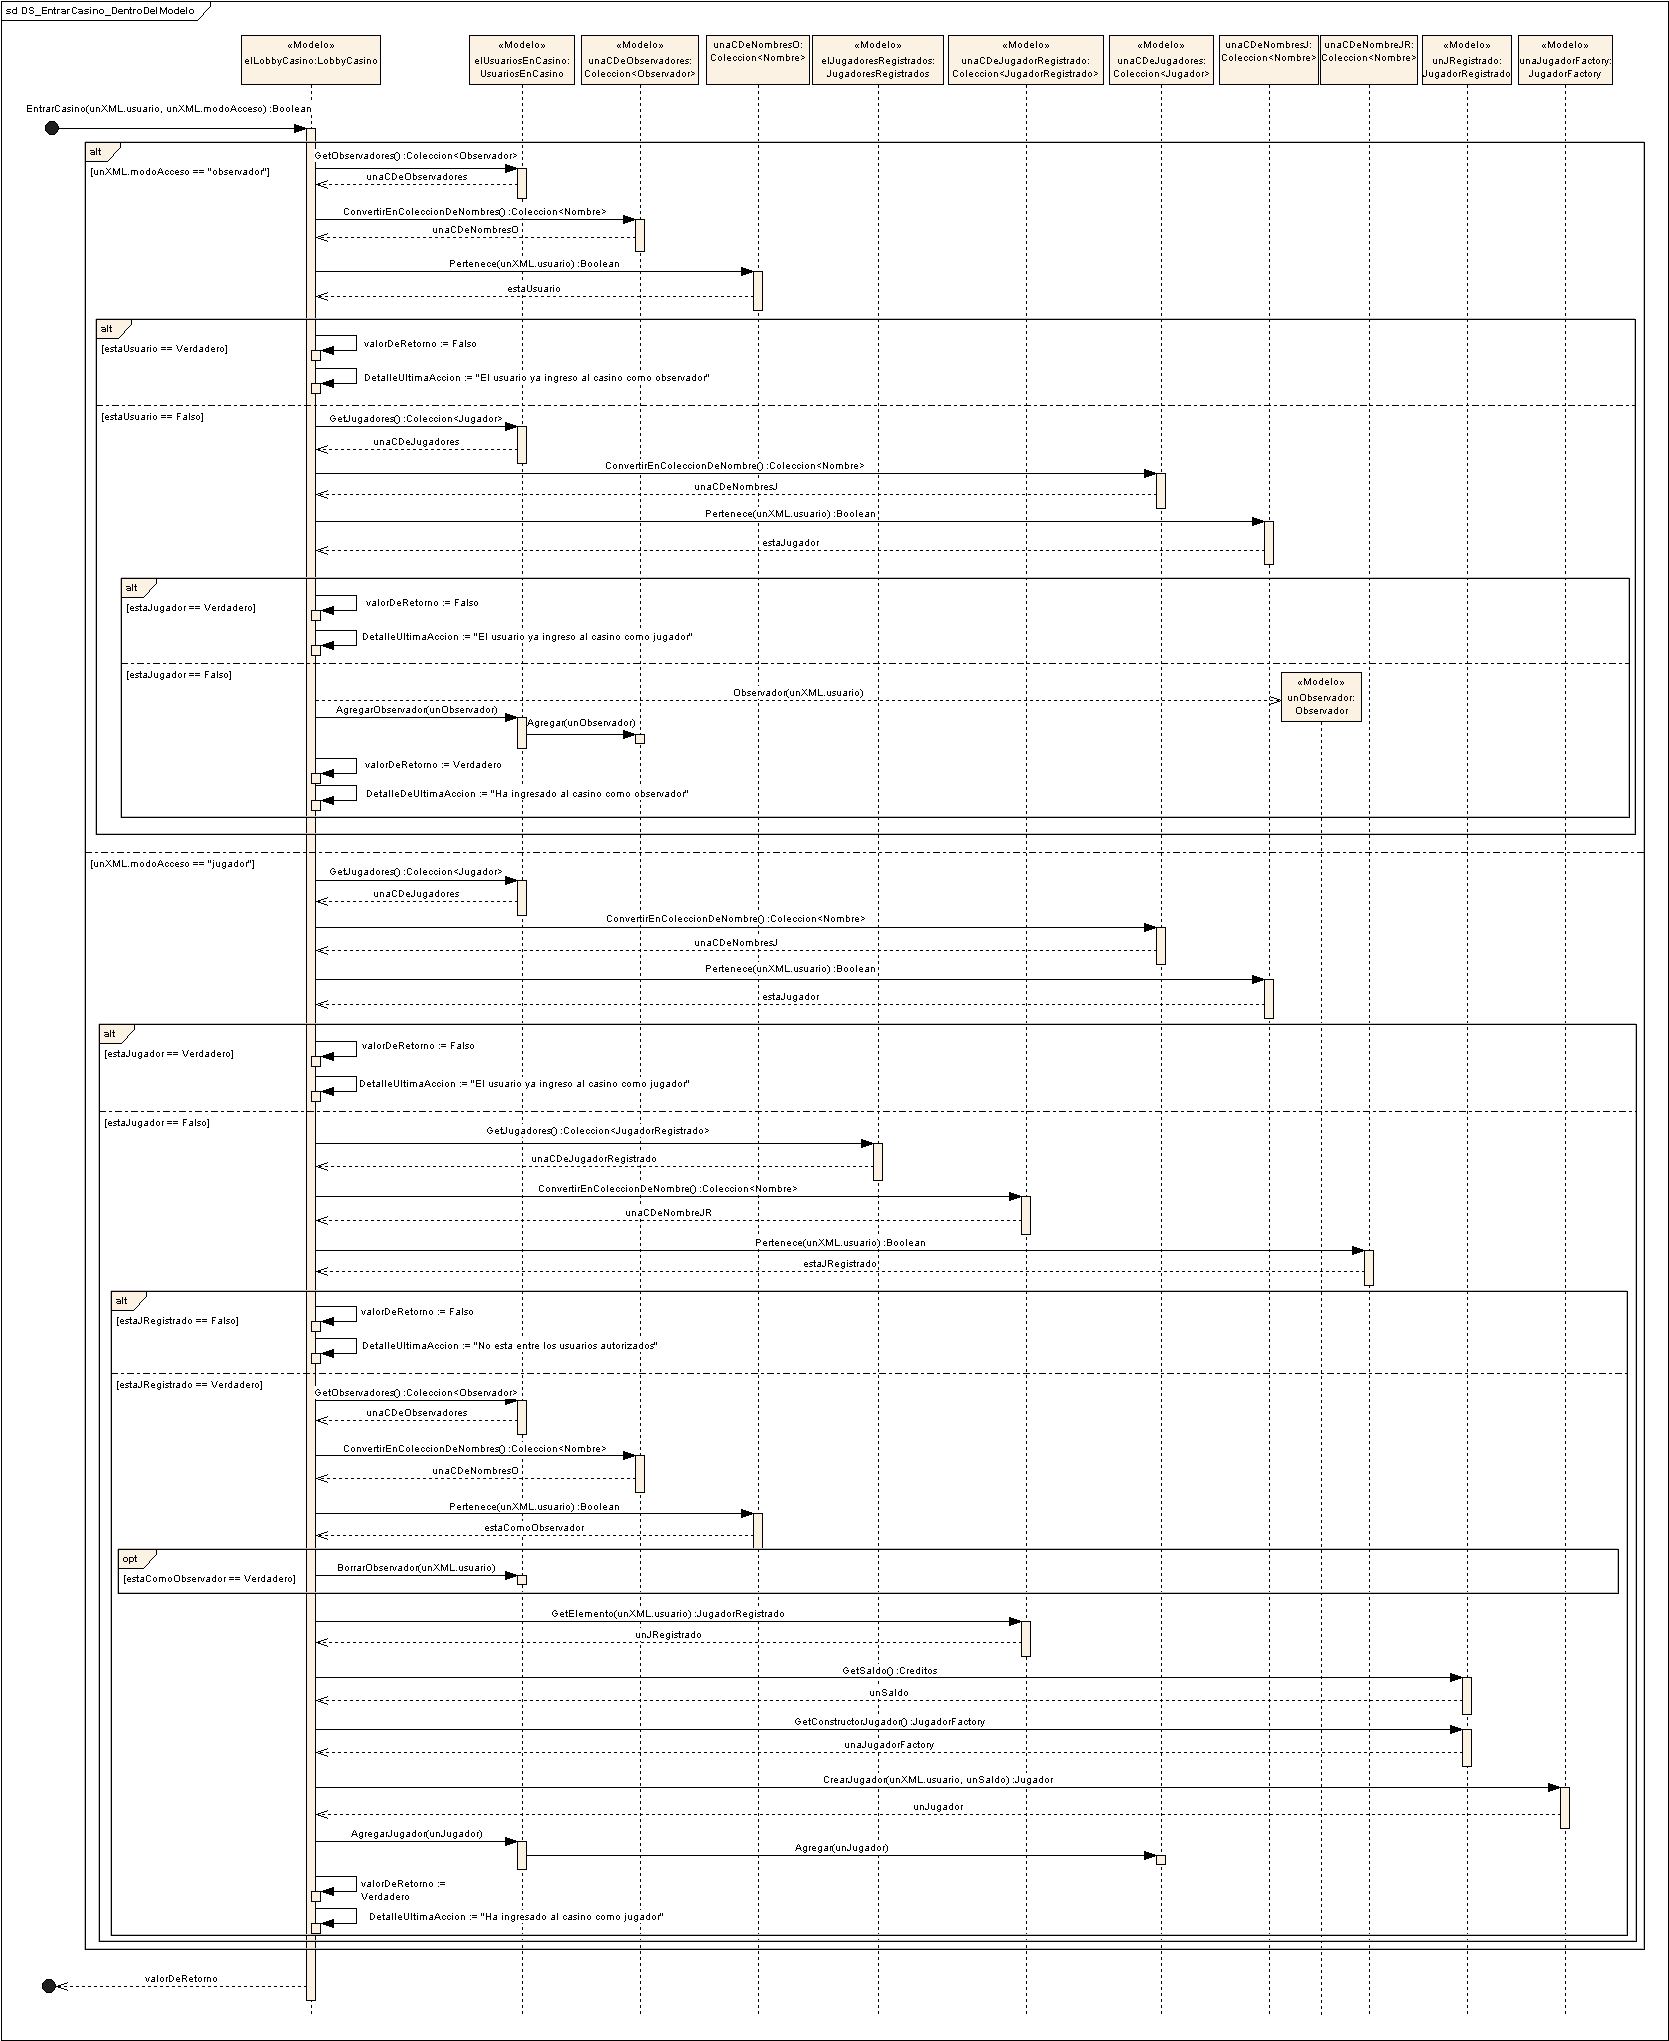 sd DS_EntrarCasino_DentroDelModelo
«Modelo»
elLobbyCasino:LobbyCasino
«Modelo»
elUsuariosEnCasino:
UsuariosEnCasino
«Modelo»
unaCDeObservadores:
Coleccion<Observador>
unaCDeNombresO:
Coleccion<Nombre>
«Modelo»
elJugadoresRegistrados:
JugadoresRegistrados
«Modelo»
unaCDeJugadorRegistrado:
Coleccion<JugadorRegistrado>
«Modelo»
unaCDeJugadores:
Coleccion<Jugador>
unaCDeNombresJ:
Coleccion<Nombre>
unaCDeNombreJR:
Coleccion<Nombre>
«Modelo»
unJRegistrado:
JugadorRegistrado
«Modelo»
unaJugadorFactory:
JugadorFactory
EntrarCasino(unXML.usuario, unXML.modoAcceso) :Boolean
alt
[unXML.modoAcceso == "observador"]
GetObservadores() :Coleccion<Observador>
unaCDeObservadores
ConvertirEnColeccionDeNombres() :Coleccion<Nombre>
unaCDeNombresO
Pertenece(unXML.usuario) :Boolean
estaUsuario
alt
[estaUsuario == Verdadero]
valorDeRetorno := Falso
DetalleUltimaAccion := "El usuario ya ingreso al casino como observador"
[estaUsuario == Falso]
GetJugadores() :Coleccion<Jugador>
unaCDeJugadores
ConvertirEnColeccionDeNombre() :Coleccion<Nombre>
unaCDeNombresJ
Pertenece(unXML.usuario) :Boolean
estaJugador
alt
[estaJugador == Verdadero]
valorDeRetorno := Falso
DetalleUltimaAccion := "El usuario ya ingreso al casino como jugador"
[estaJugador == Falso]
Observador(unXML.usuario)
«Modelo»
unObservador:
Observador
AgregarObservador(unObservador)
Agregar(unObservador)
valorDeRetorno := Verdadero
DetalleDeUltimaAccion := "Ha ingresado al casino como observador"
[unXML.modoAcceso == "jugador"]
GetJugadores() :Coleccion<Jugador>
unaCDeJugadores
ConvertirEnColeccionDeNombre() :Coleccion<Nombre>
unaCDeNombresJ
Pertenece(unXML.usuario) :Boolean
estaJugador
alt
[estaJugador == Verdadero]
valorDeRetorno := Falso
DetalleUltimaAccion := "El usuario ya ingreso al casino como jugador"
[estaJugador == Falso]
GetJugadores() :Coleccion<JugadorRegistrado>
unaCDeJugadorRegistrado
ConvertirEnColeccionDeNombre() :Coleccion<Nombre>
unaCDeNombreJR
Pertenece(unXML.usuario) :Boolean
estaJRegistrado
alt
[estaJRegistrado == Falso]
valorDeRetorno := Falso
DetalleUltimaAccion := "No esta entre los usuarios autorizados"
[estaJRegistrado == Verdadero]
GetObservadores() :Coleccion<Observador>
unaCDeObservadores
ConvertirEnColeccionDeNombres() :Coleccion<Nombre>
unaCDeNombresO
Pertenece(unXML.usuario) :Boolean
estaComoObservador
opt
[estaComoObservador == Verdadero]
BorrarObservador(unXML.usuario)
GetElemento(unXML.usuario) :JugadorRegistrado
unJRegistrado
GetSaldo() :Creditos
unSaldo
GetConstructorJugador() :JugadorFactory
unaJugadorFactory
CrearJugador(unXML.usuario, unSaldo) :Jugador
unJugador
AgregarJugador(unJugador)
Agregar(unJugador)
valorDeRetorno :=
Verdadero
DetalleUltimaAccion := "Ha ingresado al casino como jugador"
valorDeRetorno